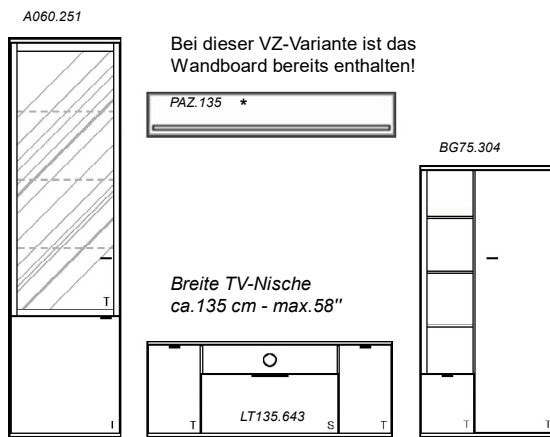 A060.251
Bei dieser VZ-Variante ist das
Wandboard bereits enthalten!
PAZ.135 *
BG75.304
T
Breite TV-Nische
ca.135 cm - max.58"
I
T
LT135.643
S
T
T
T